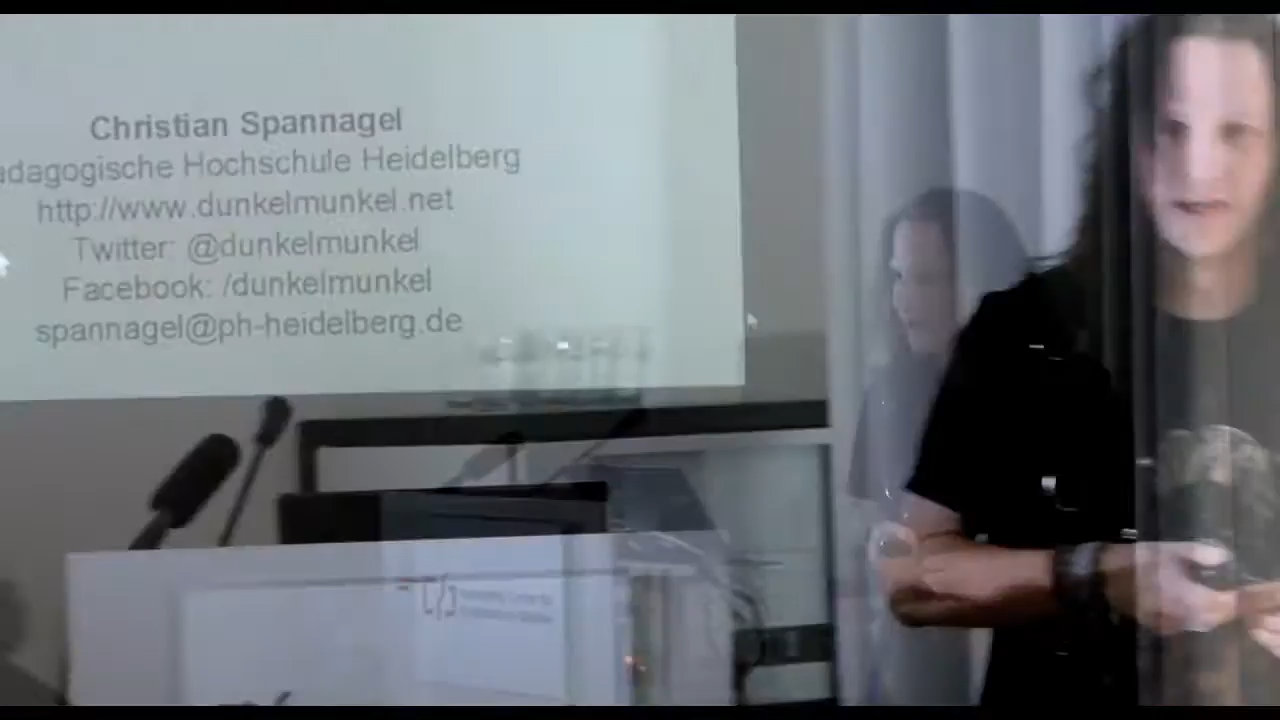 Christian Spannagel
adagogische Hochschule Heidelberg
http://www.dunkelmunkel.net
Twitter: @dunkelmunkel
Facebook: /dunkelmunkel
spannagel@ph-heidelberg.de